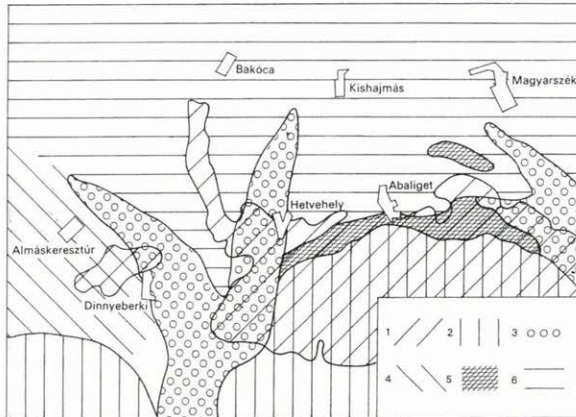 Bakóca
Kishajmás
Magyarszék
Abaliget
Hetvehely
Almáskeresztúr
Dinnyeberki
1 2 3
4 5 6